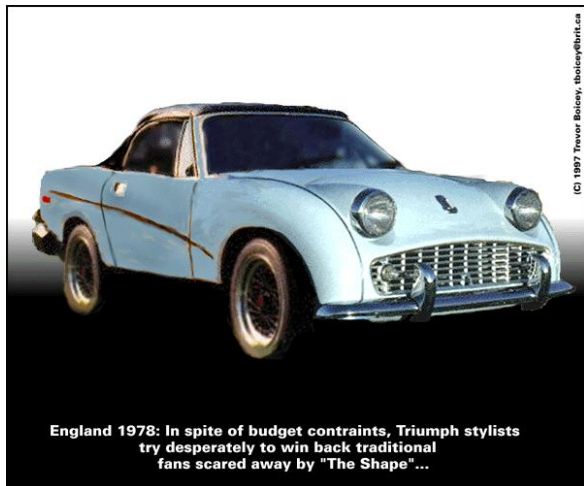 (C) 1997 Trevor Boicey, tboicey@brit.ca
England 1978: In spite of budget contraints, Triumph stylists
try desperately to win back traditional
fans scared away by "The Shape"...